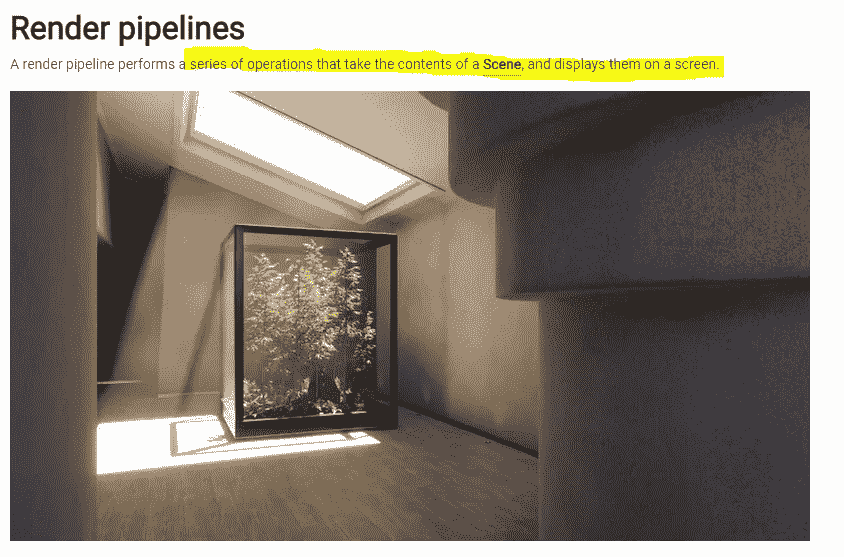 Render pipelines
A render pipeline performs a series of operations that take the contents of a Scene, and displays them on a screen.